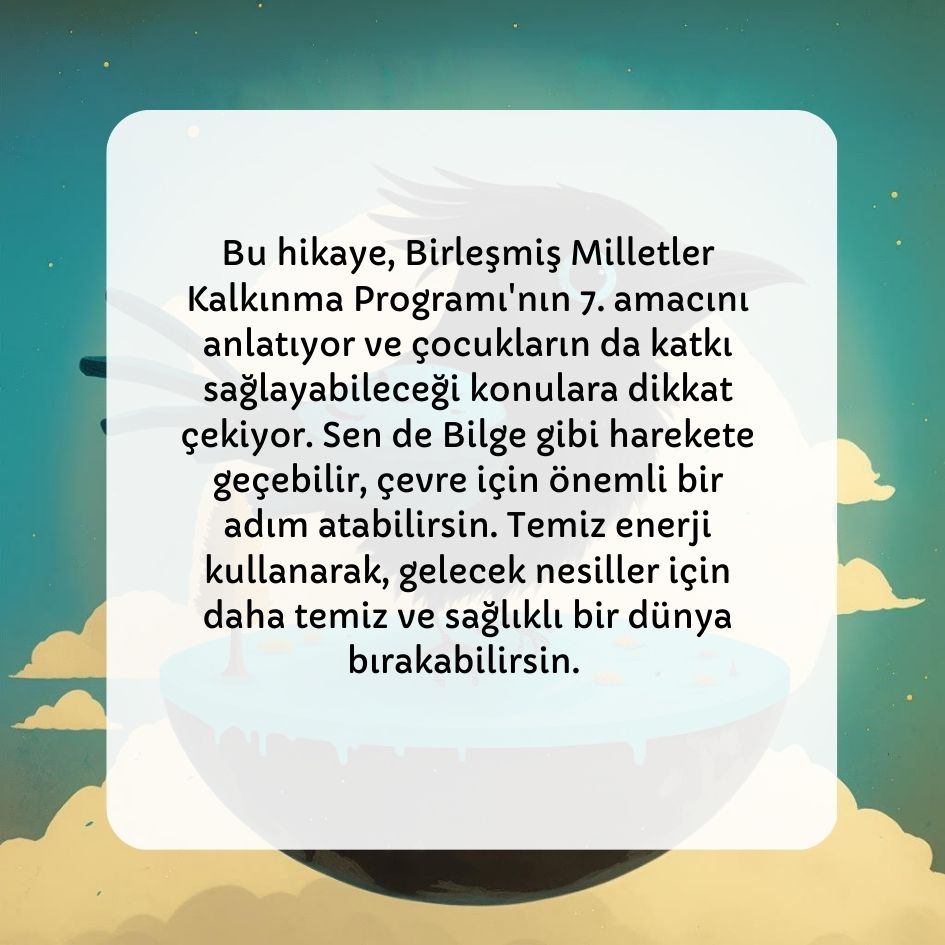 Bu hikaye, Birleşmiş Milletler
Kalkınma Programı'nın 7. amacını
anlatıyor ve çocukların da katkı
sağlayabileceği konulara dikkat
çekiyor. Sen de Bilge gibi harekete
geçebilir, çevre için önemli bir
adım atabilirsin. Temiz enerji
kullanarak, gelecek nesiller için
daha temiz ve sağlıklı bir dünya
bırakabilirsin.